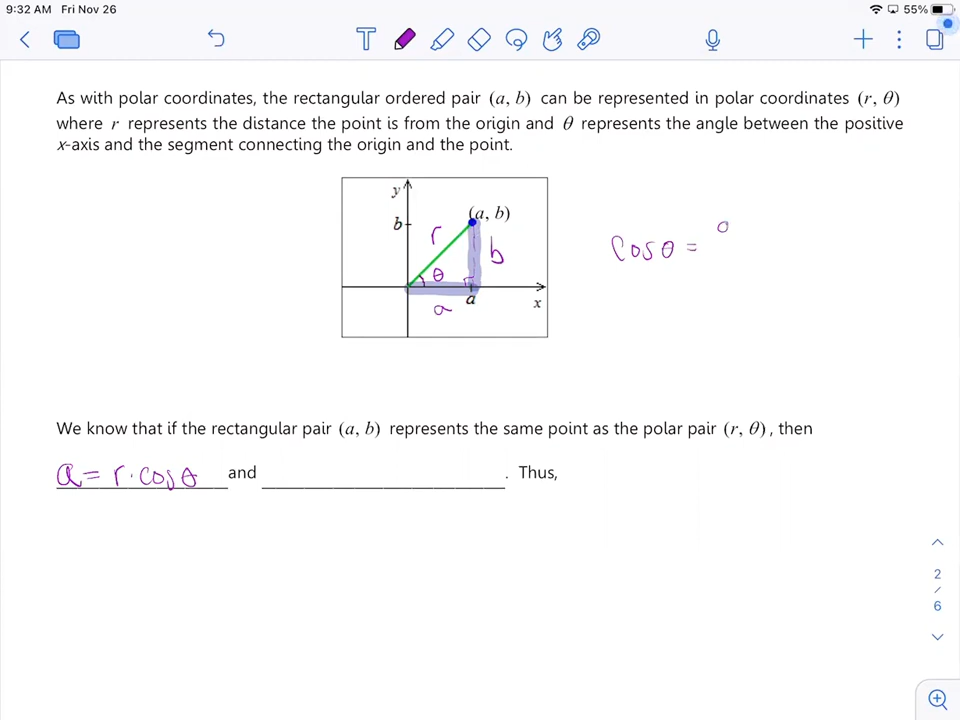 9:32 AM Fri Nov 26 55%
T
As with polar coordinates, the rectangular ordered pair (a, b) can be represented in polar coordinates (r, θ)
where r represents the distance the point is from the origin and θ represents the angle between the positive
x-axis and the segment connecting the origin and the point.
y
(a, b)
b
r
b
θ
a
x
a
cosθ =
We know that if the rectangular pair (a, b) represents the same point as the polar pair (r, θ), then
a = r·cosθ and ____________. Thus,
2
/
6